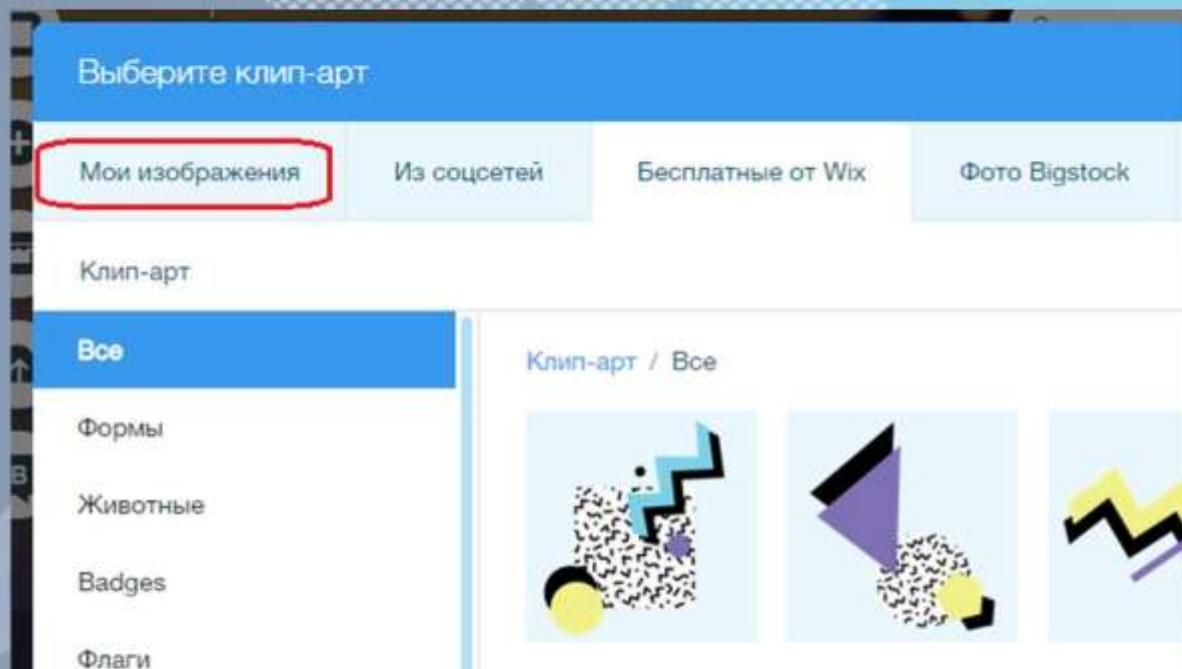 Выберите клип-арт
Мои изображения Из соцсетей Бесплатные от Wix Фото Bigstock
Клип-арт
Все
Клип-арт / Все
Формы
Животные
Badges
Флаги